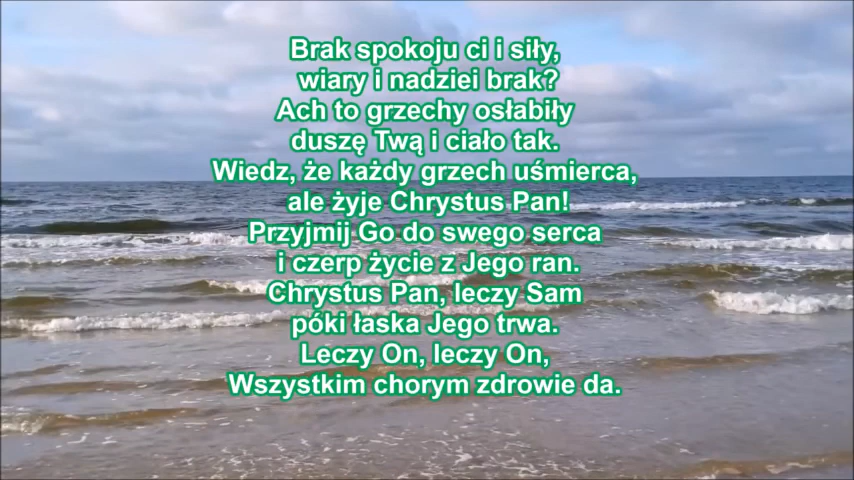 Brak spokoju ci i siły,
wiary i nadziei brak?
Ach to grzechy osłabiły
duszę Twą i ciało tak.
Wiedz, że każdy grzech uśmierca,
ale żyje Chrystus Pan!
Przyjmij Go do swego serca
i czerp życie z Jego ran.
Chrystus Pan, leczy Sam
póki łaska Jego trwa.
Leczy On, leczy On,
Wszystkim chorym zdrowie da.